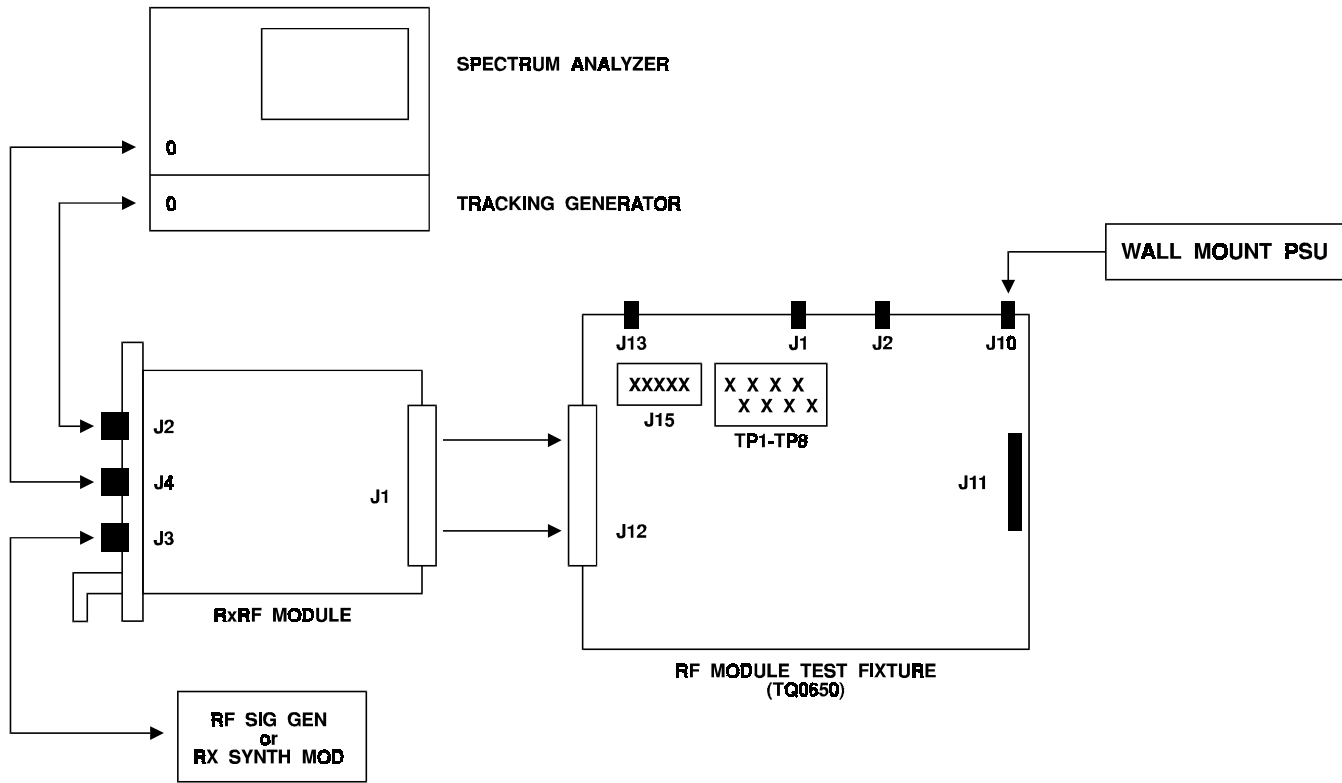 SPECTRUM ANALYZER
0
0
TRACKING GENERATOR
WALL MOUNT PSU
J13
J1
J2
J10
XXXXX
X X X X
X X X X
J15
TP1-TP8
J2
J4
J3
J1
J12
J11
RxRF MODULE
RF MODULE TEST FIXTURE
(TQ0650)
RF SIG GEN
or
RX SYNTH MOD